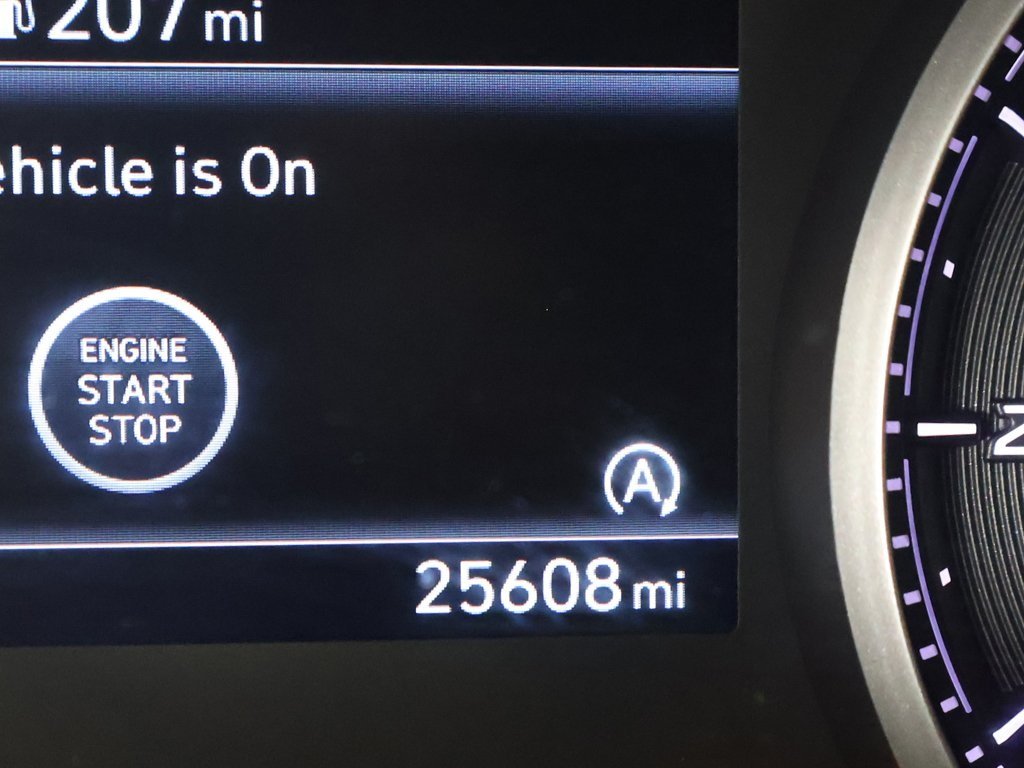 207 mi
ehicle is On
ENGINE
START
STOP
A
25608 mi